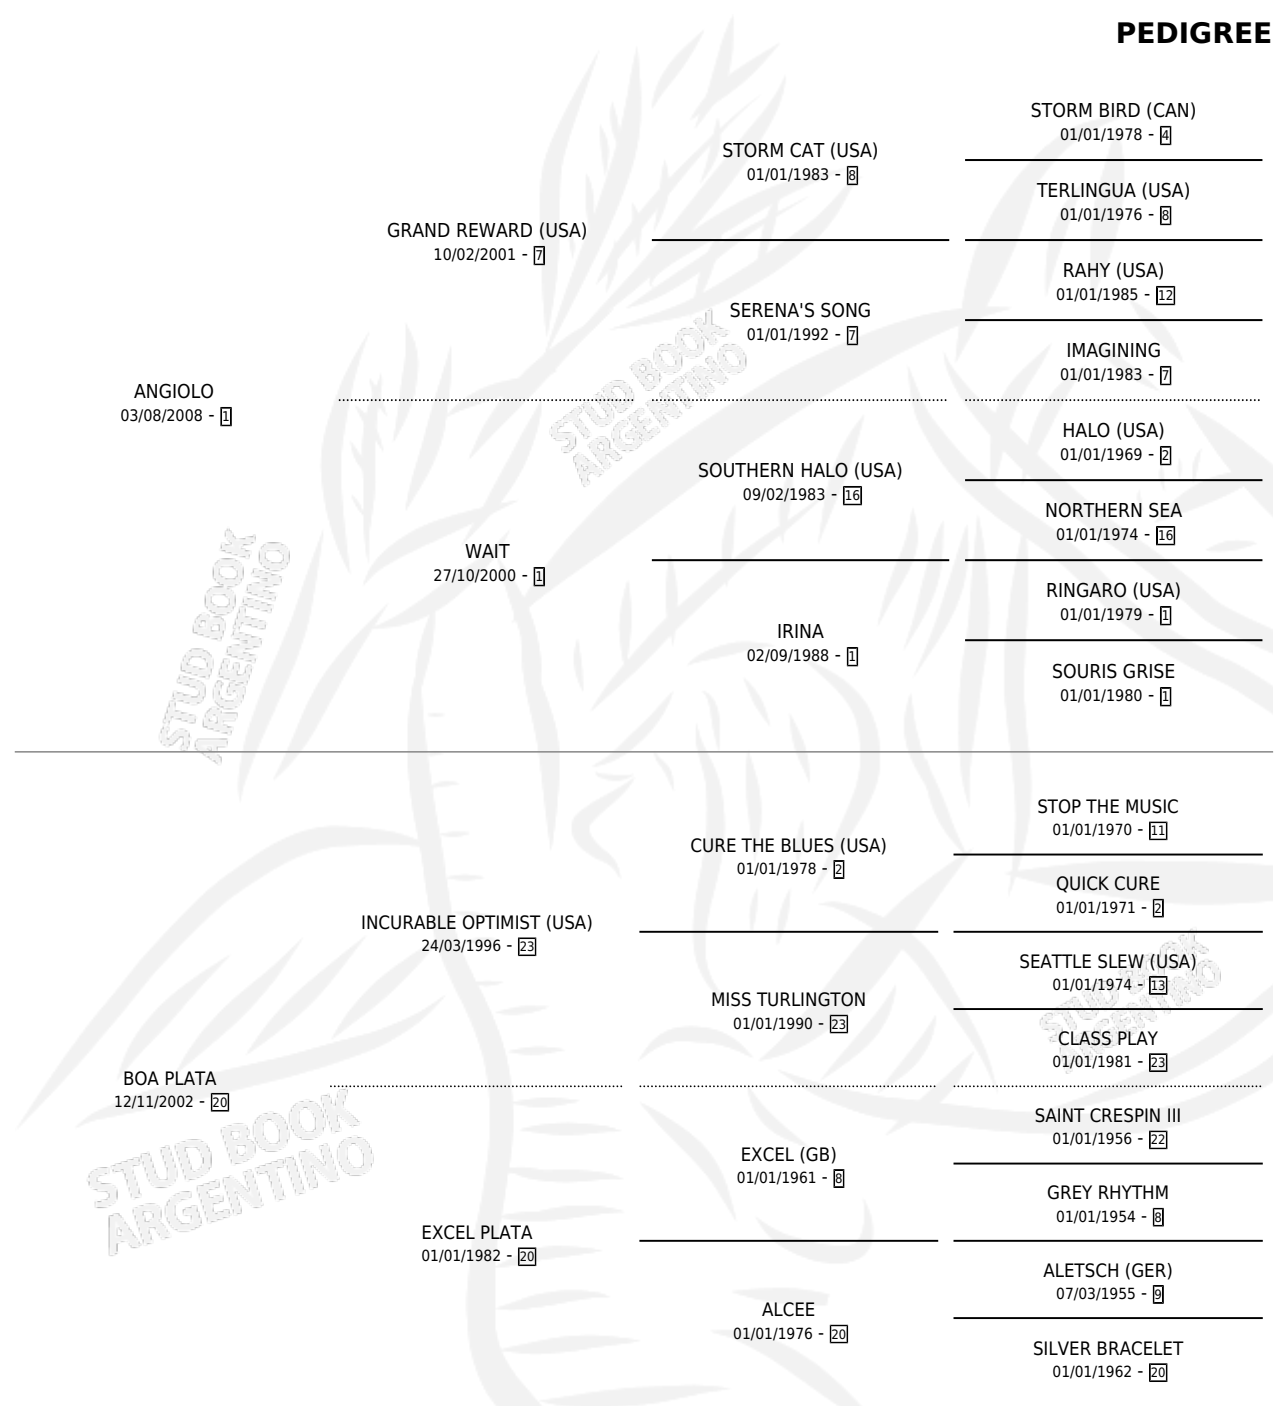 PEDIGREE
STORM BIRD (CAN)
01/01/1978 - 4
STORM CAT (USA)
01/01/1983 - 8
TERLINGUA (USA)
01/01/1976 - 8
GRAND REWARD (USA)
10/02/2001 - 7
RAHY (USA)
01/01/1985 - 12
SERENA'S SONG
01/01/1992 - 7
IMAGINING
01/01/1983 - 7
ANGIOLO
03/08/2008 - 1
HALO (USA)
01/01/1969 - 2
SOUTHERN HALO (USA)
09/02/1983 - 16
NORTHERN SEA
01/01/1974 - 16
WAIT
27/10/2000 - 1
RINGARO (USA)
01/01/1979 - 1
IRINA
02/09/1988 - 1
SOURIS GRISE
01/01/1980 - 1
STOP THE MUSIC
01/01/1970 - 11
CURE THE BLUES (USA)
01/01/1978 - 2
QUICK CURE
01/01/1971 - 2
INCURABLE OPTIMIST (USA)
24/03/1996 - 23
SEATTLE SLEW (USA)
01/01/1974 - 13
MISS TURLINGTON
01/01/1990 - 23
CLASS PLAY
01/01/1981 - 23
BOA PLATA
12/11/2002 - 20
SAINT CRESPIN III
01/01/1956 - 22
EXCEL (GB)
01/01/1961 - 8
GREY RHYTHM
01/01/1954 - 8
EXCEL PLATA
01/01/1982 - 20
ALETSCH (GER)
07/03/1955 - 9
ALCEE
01/01/1976 - 20
SILVER BRACELET
01/01/1962 - 20
STUD BOOK
ARGENTINO
STUD BOOK
ARGENTINO
STUD BOOK
ARGENTINO
STUD BOOK
ARGENTINO